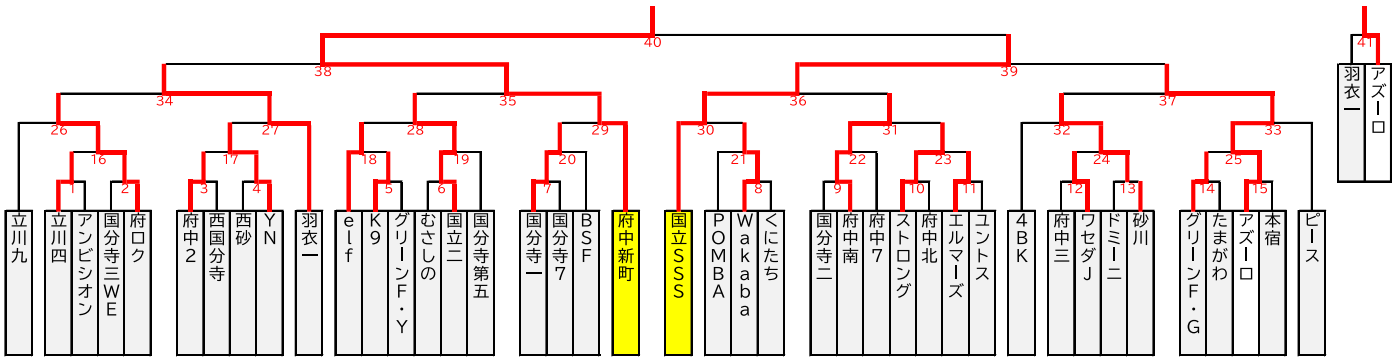 40
41
38
39
34
35
36
37
26
27
28
29
30
31
32
33
16
17
18
19
20
21
22
23
24
25
1
2
3
4
5
6
7
8
9
10
11
12
13
14
15
羽衣一
アズーロ
立川九
立川四
アンビシオン
国分寺三WE
府ロク
府中2
西国分寺
西砂
YN
羽衣一
elf
K9
グリーンF・Y
むさしの
国立二
国分寺第五
国分寺一
国分寺7
BSF
府中新町
国立SSS
POMBA
Wakaba
くにたち
国分寺二
府中南
府中7
ストロング
府中北
エルマーズ
ユントス
4BK
府中三
ワセダJ
ドミーニ
砂川
グリーンF・G
たまがわ
アズーロ
本宿
ピース